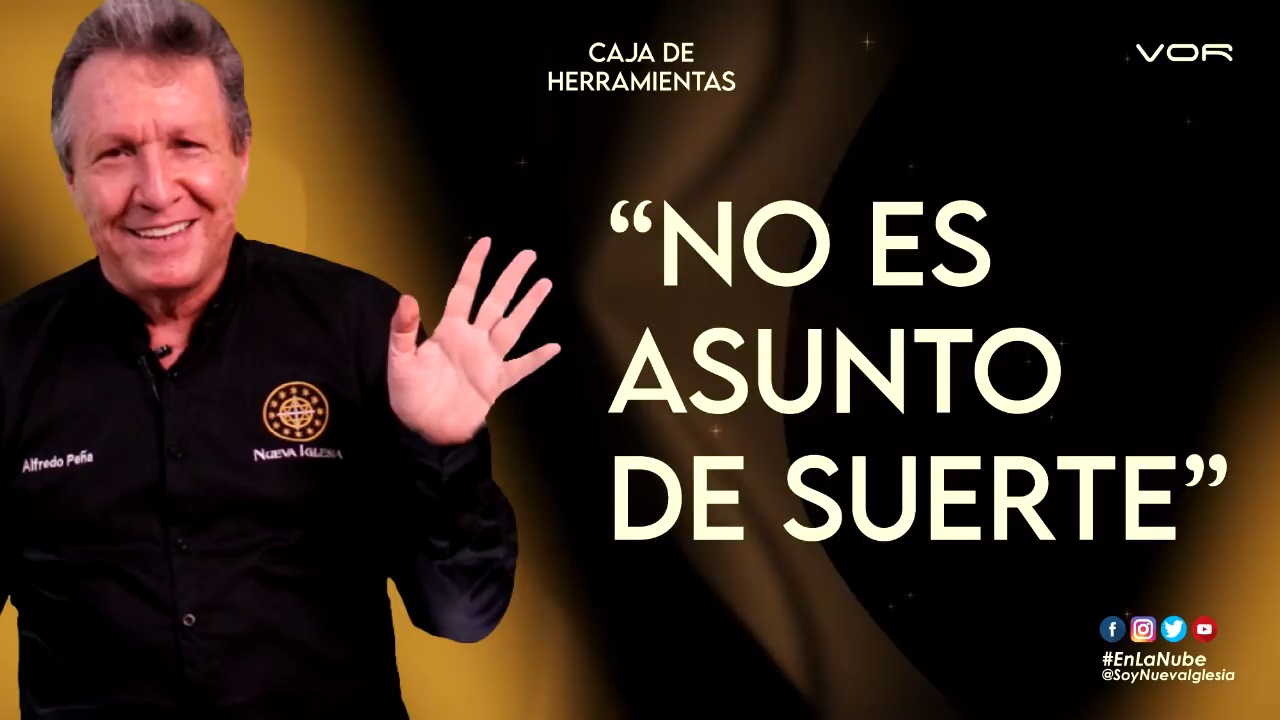 CAJA DE
HERRAMIENTAS
VOR
“NO ES
ASUNTO
DE SUERTE”
Alfredo Peña
NUEVA IGLESIA
#EnLaNube
@SoyNuevaIglesia